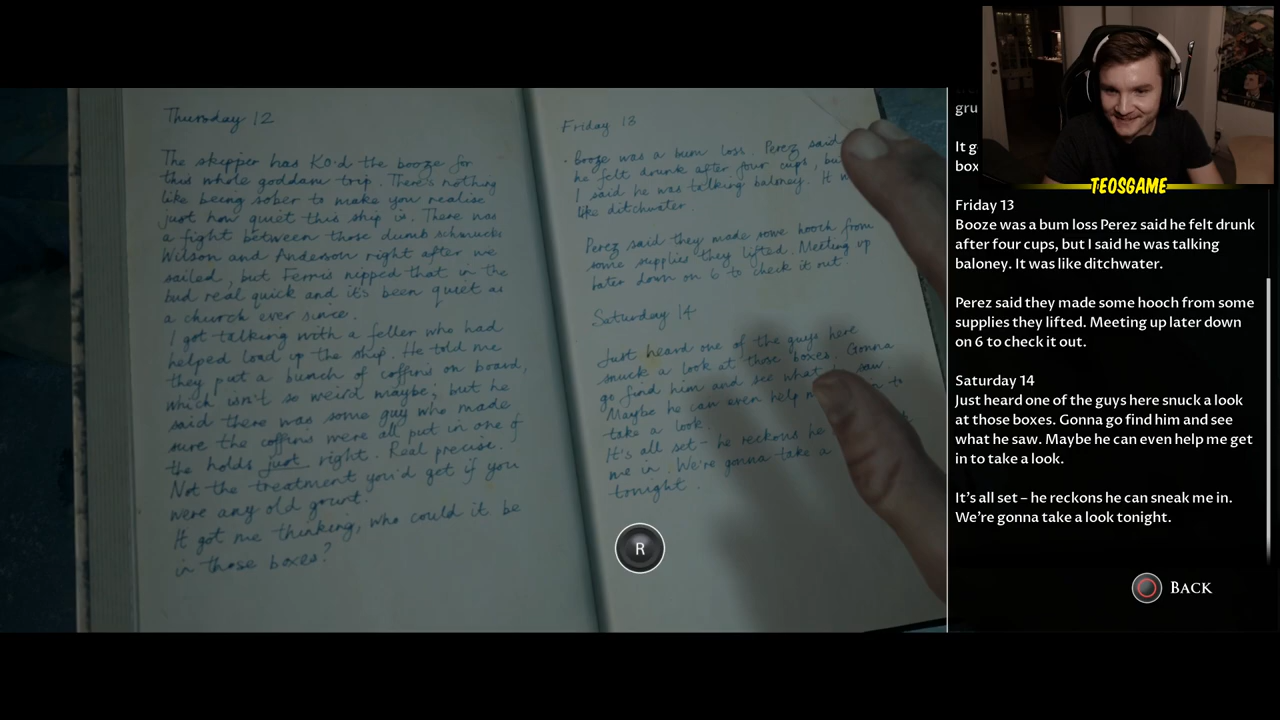 Thursday 12
The skipper has KO'd the booze for
this whole goddam trip. There's nothing
like being sober to make you realise
just how quiet this ship is. There was
a fight between those dumb schmucks
Wilson and Anderson right after we
sailed, but Ferris nipped that in the
bud real quick and it's been quiet as
a church ever since.
I got talking with a feller who had
helped load up the ship. He told me
they put a bunch of coffins on board,
which isn't so weird maybe; but he
said there was some guy who made
sure the coffins were all put in one of
the holds just right. Real precise.
Not the treatment you'd get if you
were any old grunt.
It got me thinking, who could it be
in those boxes?
Friday 13
Booze was a bum loss. Perez said
he felt drunk after four cups, but
I said he was talking baloney. It
like ditchwater.
Perez said they made some hooch from
some supplies they lifted. Meeting up
later down on 6 to check it out
Saturday 14
Just heard one of the guys here
snuck a look at those boxes. Gonna
go find him and see what saw.
Maybe he can even help
to
take a look
It's all set – he reckons he
me in. We're gonna take a
tonight.
R
gru
It g
box
TEOSGAME
Friday 13
Booze was a bum loss Perez said he felt drunk
after four cups, but I said he was talking
baloney. It was like ditchwater.
Perez said they made some hooch from some
supplies they lifted. Meeting up later down
on 6 to check it out.
Saturday 14
Just heard one of the guys here snuck a look
at those boxes. Gonna go find him and see
what he saw. Maybe he can even help me get
in to take a look.
It's all set – he reckons he can sneak me in.
We're gonna take a look tonight.
BACK